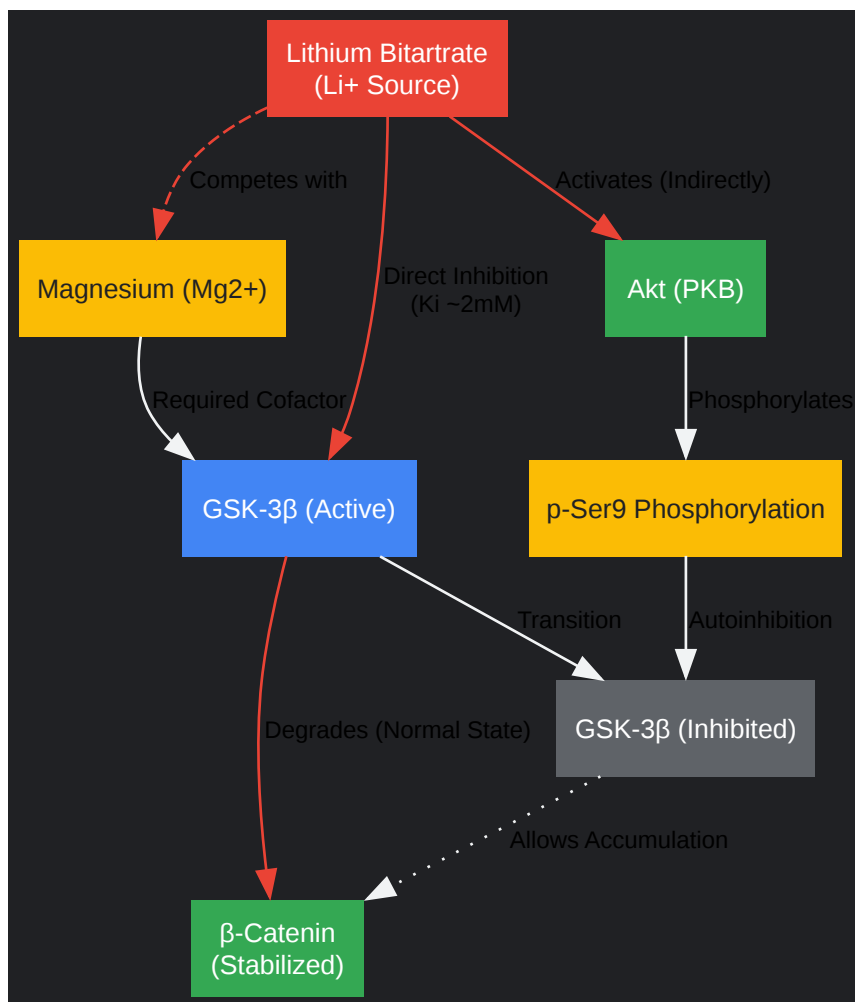 Lithium Bitartrate
(Li+ Source)
Competes with
Activates (Indirectly)
Magnesium (Mg2+)
Direct Inhibition
(Ki ~2mM)
Akt (PKB)
Required Cofactor
Phosphorylates
GSK-3β (Active)
p-Ser9 Phosphorylation
Transition
Autoinhibition
Degrades (Normal State)
GSK-3β (Inhibited)
Allows Accumulation
β-Catenin
(Stabilized)